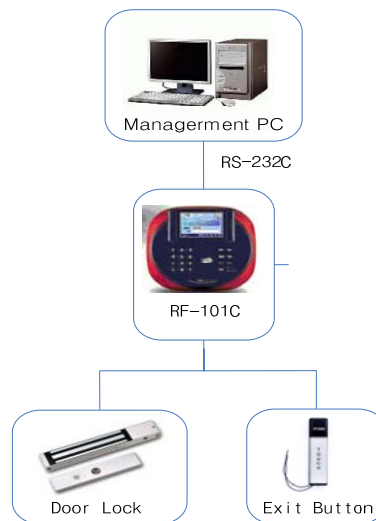 Managerment PC
RS-232C
RF-101C
Door Lock
Exit Button